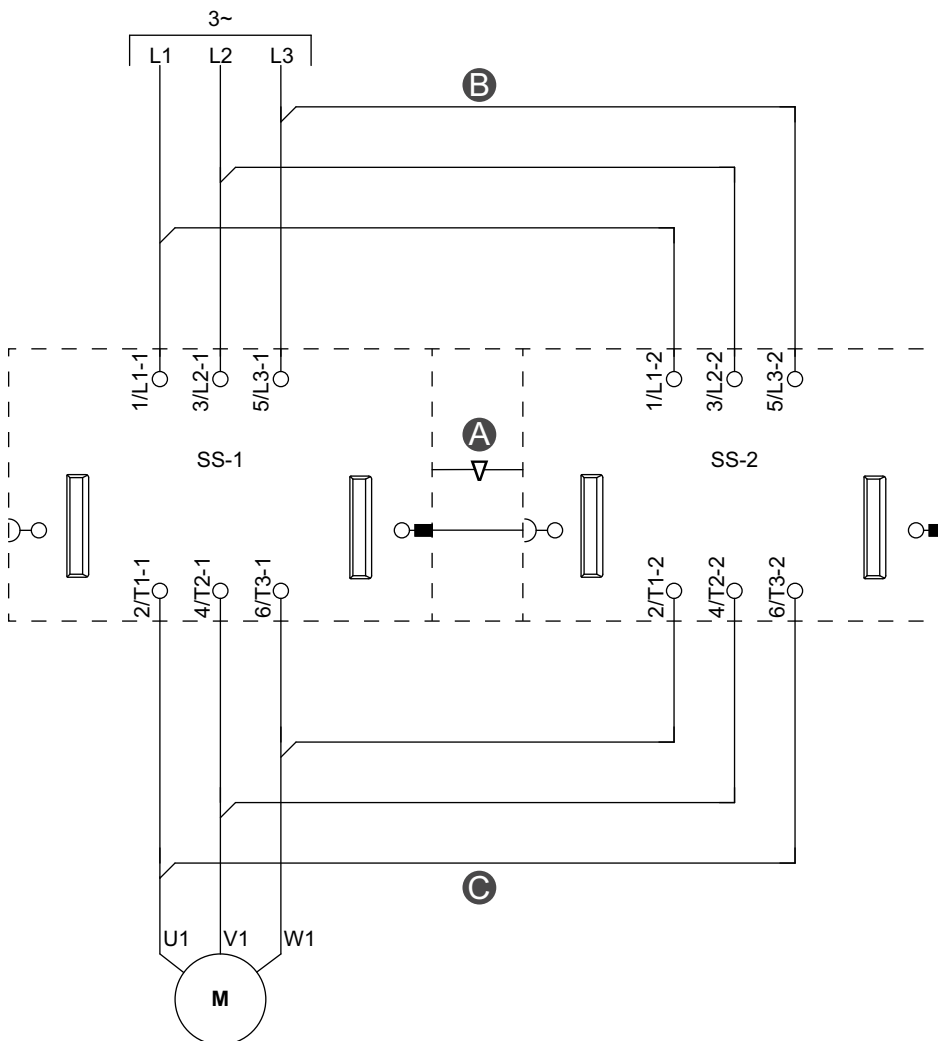 3~
L1 L2 L3
B
1/L1-1 3/L2-1 5/L3-1 1/L1-2 3/L2-2 5/L3-2
A
SS-1 SS-2
2/T1-1 4/T2-1 6/T3-1 2/T1-2 4/T2-2 6/T3-2
C
U1 V1 W1
M